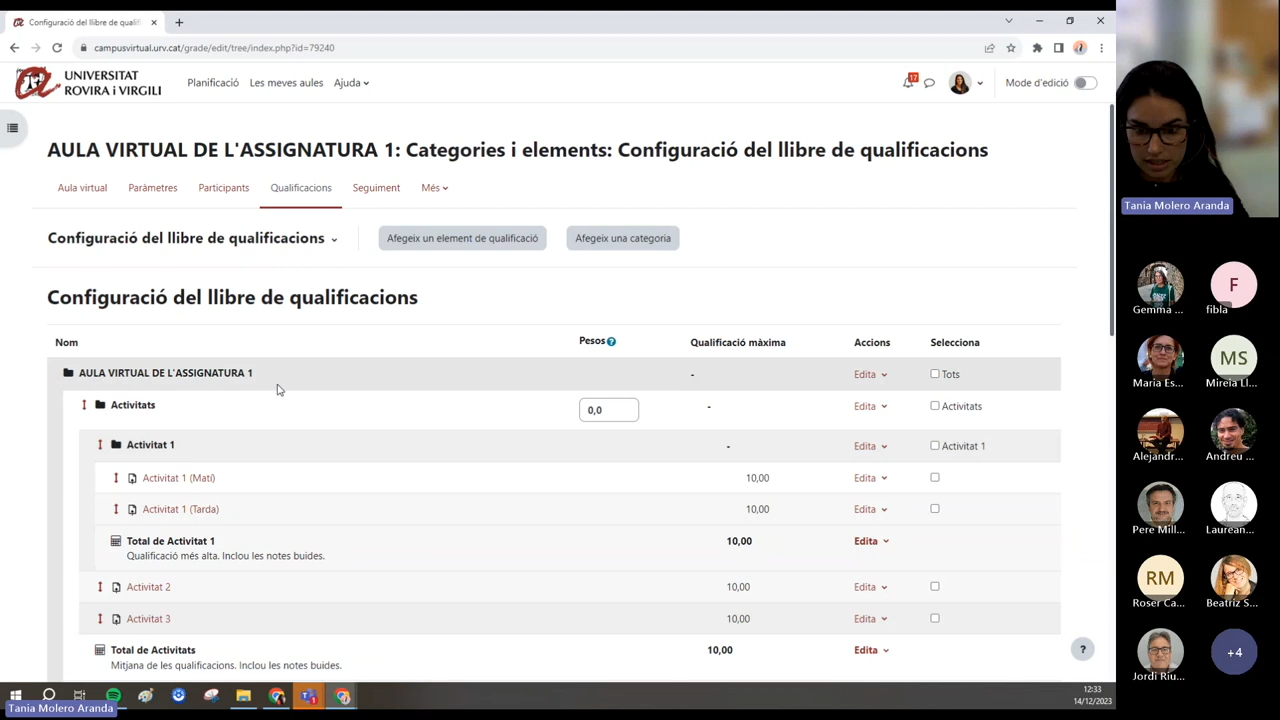 Configuració del llibre de qualifi
campusvirtual.urv.cat/grade/edit/tree/index.php?id=79240
UNIVERSITAT
ROVIRA i VIRGILI
Planificació
Les meves aules
Ajuda
17
Mode d'edició
AULA VIRTUAL DE L'ASSIGNATURA 1: Categories i elements: Configuració del llibre de qualificacions
Aula virtual
Paràmetres
Participants
Qualificacions
Seguiment
Més
Configuració del llibre de qualificacions
Afegeix un element de qualificació
Afegeix una categoria
Configuració del llibre de qualificacions
Nom Pesos ? Qualificació màxima Accions Selecciona
AULA VIRTUAL DE L'ASSIGNATURA 1 - Edita Tots
Activitats 0,0 - Edita Activitats
Activitat 1 - Edita Activitat 1
Activitat 1 (Matí) 10,00 Edita
Activitat 1 (Tarda) 10,00 Edita
Total de Activitat 1 10,00 Edita
Qualificació més alta. Inclou les notes buides.
Activitat 2 10,00 Edita
Activitat 3 10,00 Edita
Total de Activitats 10,00 Edita
Mitjana de les qualificacions. Inclou les notes buides.
?
12:33
14/12/2023
Tania Molero Aranda
Tania Molero Aranda
Gemma ...
F
fibla
Maria Es...
MS
Mireia Ll...
Alejandr...
Andreu ...
Pere Mill...
Laurean...
RM
Roser Ca...
Beatriz S...
Jordi Riu...
+4